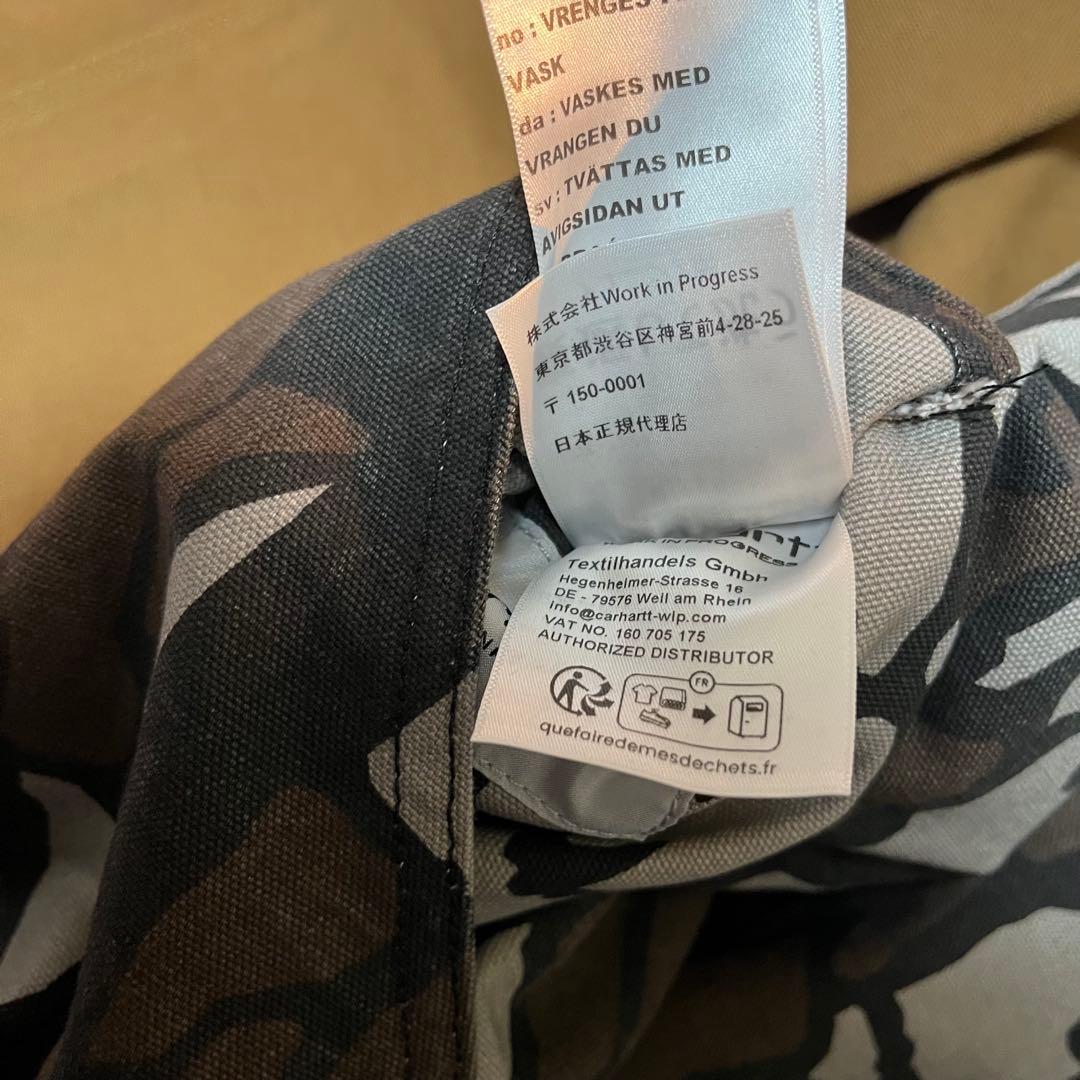 no : VRENGES
VASK
da : VASKES MED
VRANGEN DU
sv : TVÄTTAS MED
AVIGSIDAN UT
株式会社Work in Progress
東京都渋谷区神宮前4-28-25
〒 150-0001
日本正規代理店
IN PROGRESS
Textilhandels GmbH
Hegenheimer-Strasse 16
DE - 79576 Weil am Rhein
info@carhartt-wip.com
VAT NO. 160 705 175
AUTHORIZED DISTRIBUTOR
FR
quefairedemesdechets.fr